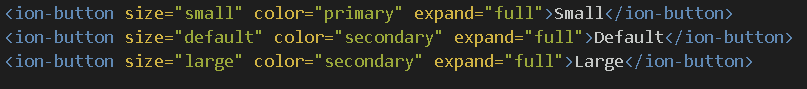 <ion-button size="small" color="primary" expand="full">Small</ion-button>
<ion-button size="default" color="secondary" expand="full">Default</ion-button>
<ion-button size="large" color="secondary" expand="full">Large</ion-button>